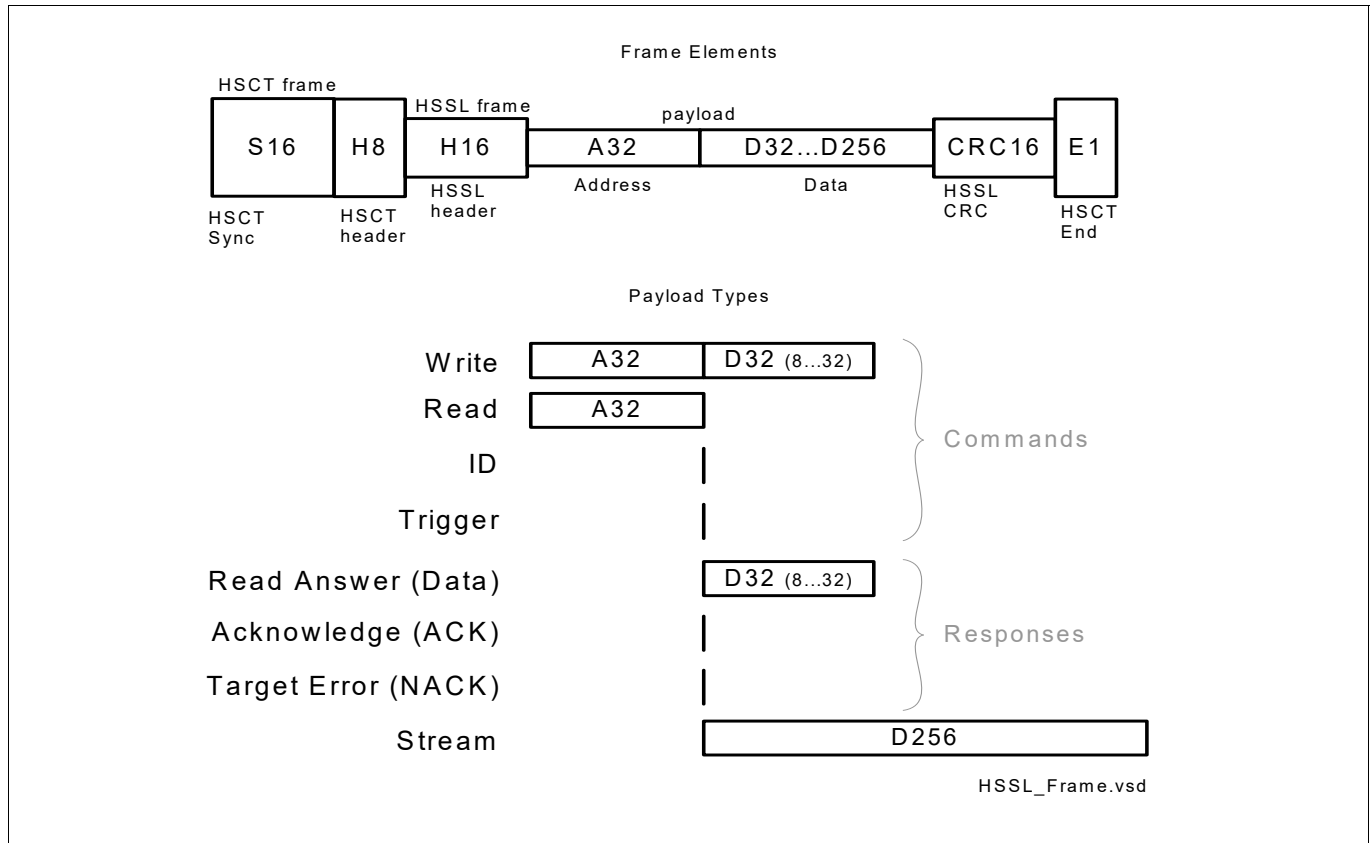 Frame Elements
HSCT frame
HSSL frame
payload
S16 H8 H16 A32 D32...D256 CRC16 E1
HSCT
Sync
HSCT
header
HSSL
header
Address
Data
HSSL
CRC
HSCT
End
Payload Types
Write A32 D32 (8...32)
Read A32
Commands
ID
Trigger
Read Answer (Data) D32 (8...32)
Acknowledge (ACK)
Responses
Target Error (NACK)
Stream D256
HSSL_Frame.vsd